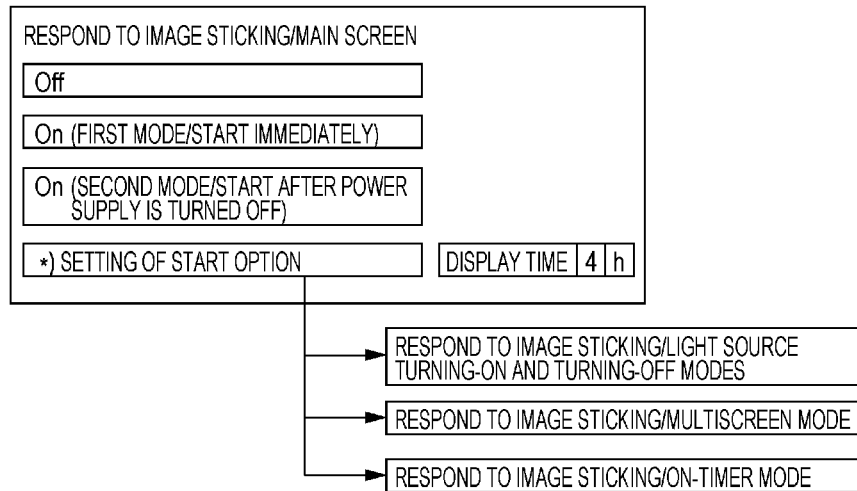 RESPOND TO IMAGE STICKING/MAIN SCREEN
Off
On (FIRST MODE/START IMMEDIATELY)
On (SECOND MODE/START AFTER POWER
SUPPLY IS TURNED OFF)
*) SETTING OF START OPTION
DISPLAY TIME 4 h
RESPOND TO IMAGE STICKING/LIGHT SOURCE
TURNING-ON AND TURNING-OFF MODES
RESPOND TO IMAGE STICKING/MULTISCREEN MODE
RESPOND TO IMAGE STICKING/ON-TIMER MODE